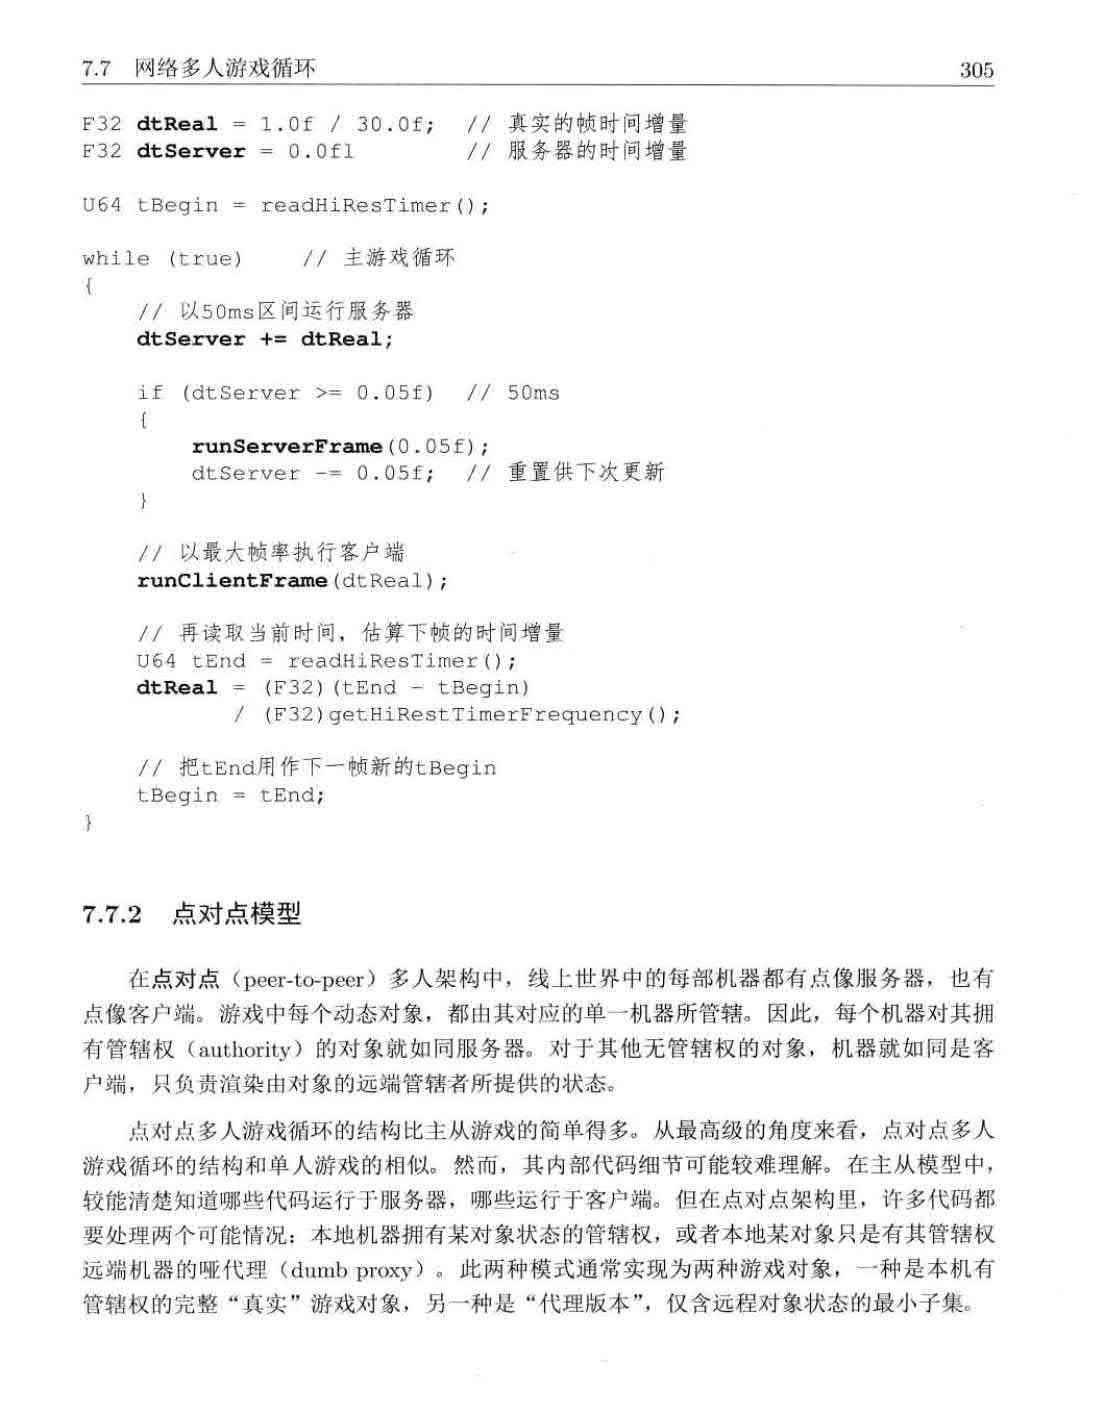 7.7 网络多人游戏循环 305
F32 dtReal = 1.0f / 30.0f; // 真实的帧时间增量
F32 dtServer = 0.0fl // 服务器的时间增量
U64 tBegin = readHiResTimer();
while (true) // 主游戏循环
{
// 以50ms区间运行服务器
dtServer += dtReal;
if (dtServer >= 0.05f) // 50ms
{
runServerFrame(0.05f);
dtServer -= 0.05f; // 重置供下次更新
}
// 以最大帧率执行客户端
runClientFrame(dtReal);
// 再读取当前时间，估算下帧的时间增量
U64 tEnd = readHiResTimer();
dtReal = (F32)(tEnd - tBegin)
/ (F32)getHiRestTimerFrequency();
// 把tEnd用作下一帧新的tBegin
tBegin = tEnd;
}
7.7.2 点对点模型
在点对点（peer-to-peer）多人架构中，线上世界中的每部机器都有点像服务器，也有
点像客户端。游戏中每个动态对象，都由其对应的单一机器所管辖。因此，每个机器对其拥
有管辖权（authority）的对象就如同服务器。对于其他无管辖权的对象，机器就如同是客
户端，只负责渲染由对象的远端管辖者所提供的状态。
点对点多人游戏循环的结构比主从游戏的简单得多。从最高级的角度来看，点对点多人
游戏循环的结构和单人游戏的相似。然而，其内部代码细节可能较难理解。在主从模型中，
较能清楚知道哪些代码运行于服务器，哪些运行于客户端。但在点对点架构里，许多代码都
要处理两个可能情况：本地机器拥有某对象状态的管辖权，或者本地某对象只是有其管辖权
远端机器的哑代理（dumb proxy）。此两种模式通常实现为两种游戏对象，一种是本机有
管辖权的完整“真实”游戏对象，另一种是“代理版本”，仅含远程对象状态的最小子集。